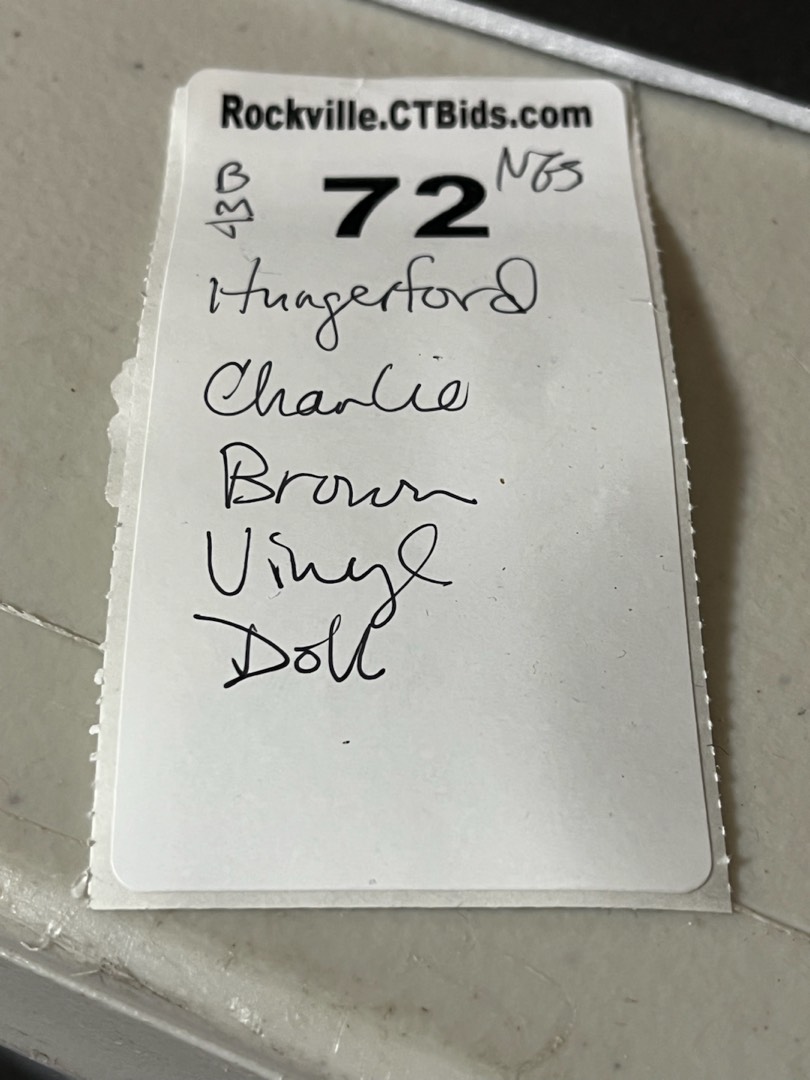 Rockville.CTBids.com
B
72
Hungerford
Charlie
Brown
Vinyl
Doll